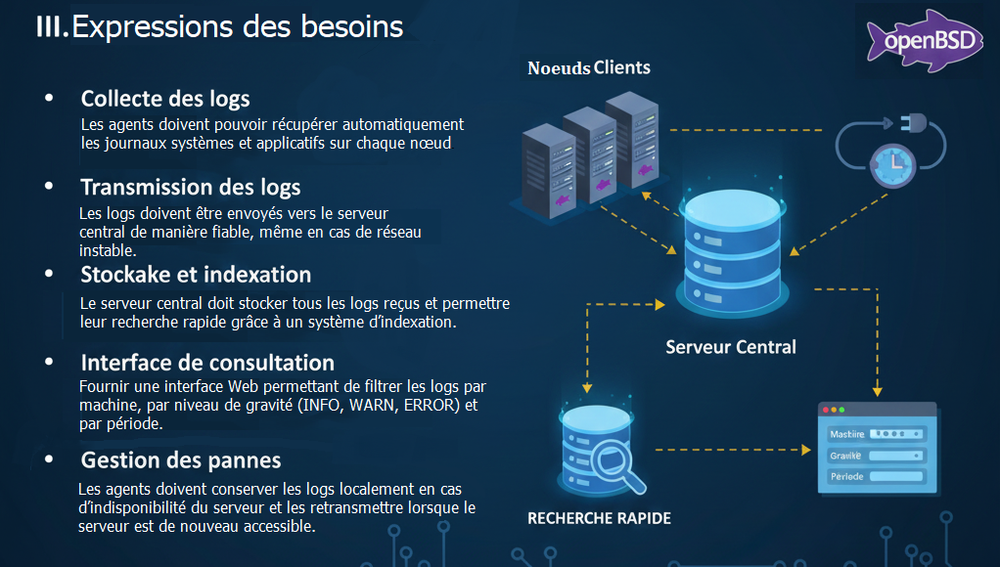 III.Expressions des besoins
openBSD
• Collecte des logs
Les agents doivent pouvoir récupérer automatiquement
les journaux systèmes et applicatifs sur chaque nœud
• Transmission des logs
Les logs doivent être envoyés vers le serveur
central de manière fiable, même en cas de réseau
instable.
• Stockake et indexation
Le serveur central doit stocker tous les logs reçus et permettre
leur recherche rapide grâce à un système d’indexation.
• Interface de consultation
Fournir une interface Web permettant de filtrer les logs par
machine, par niveau de gravité (INFO, WARN, ERROR) et
par période.
• Gestion des pannes
Les agents doivent conserver les logs localement en cas
d’indisponibilité du serveur et les retransmettre lorsque le
serveur est de nouveau accessible.
Noeuds Clients
Serveur Central
RECHERCHE RAPIDE
Mastiire
Gravike
Période